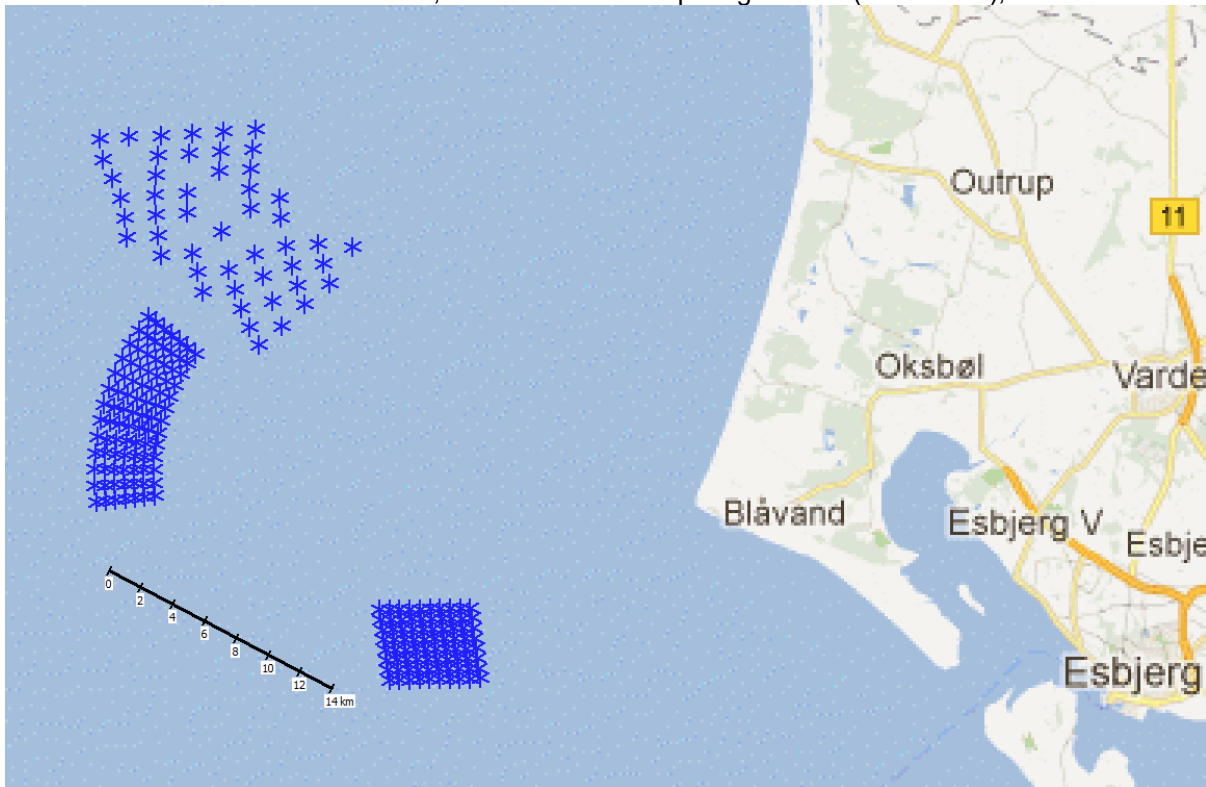 Outrup
11
Oksbøl
Varde
Blåvand
Esbjerg V
Esbje
0
2
4
6
8
10
12
14 km
Esbjerg